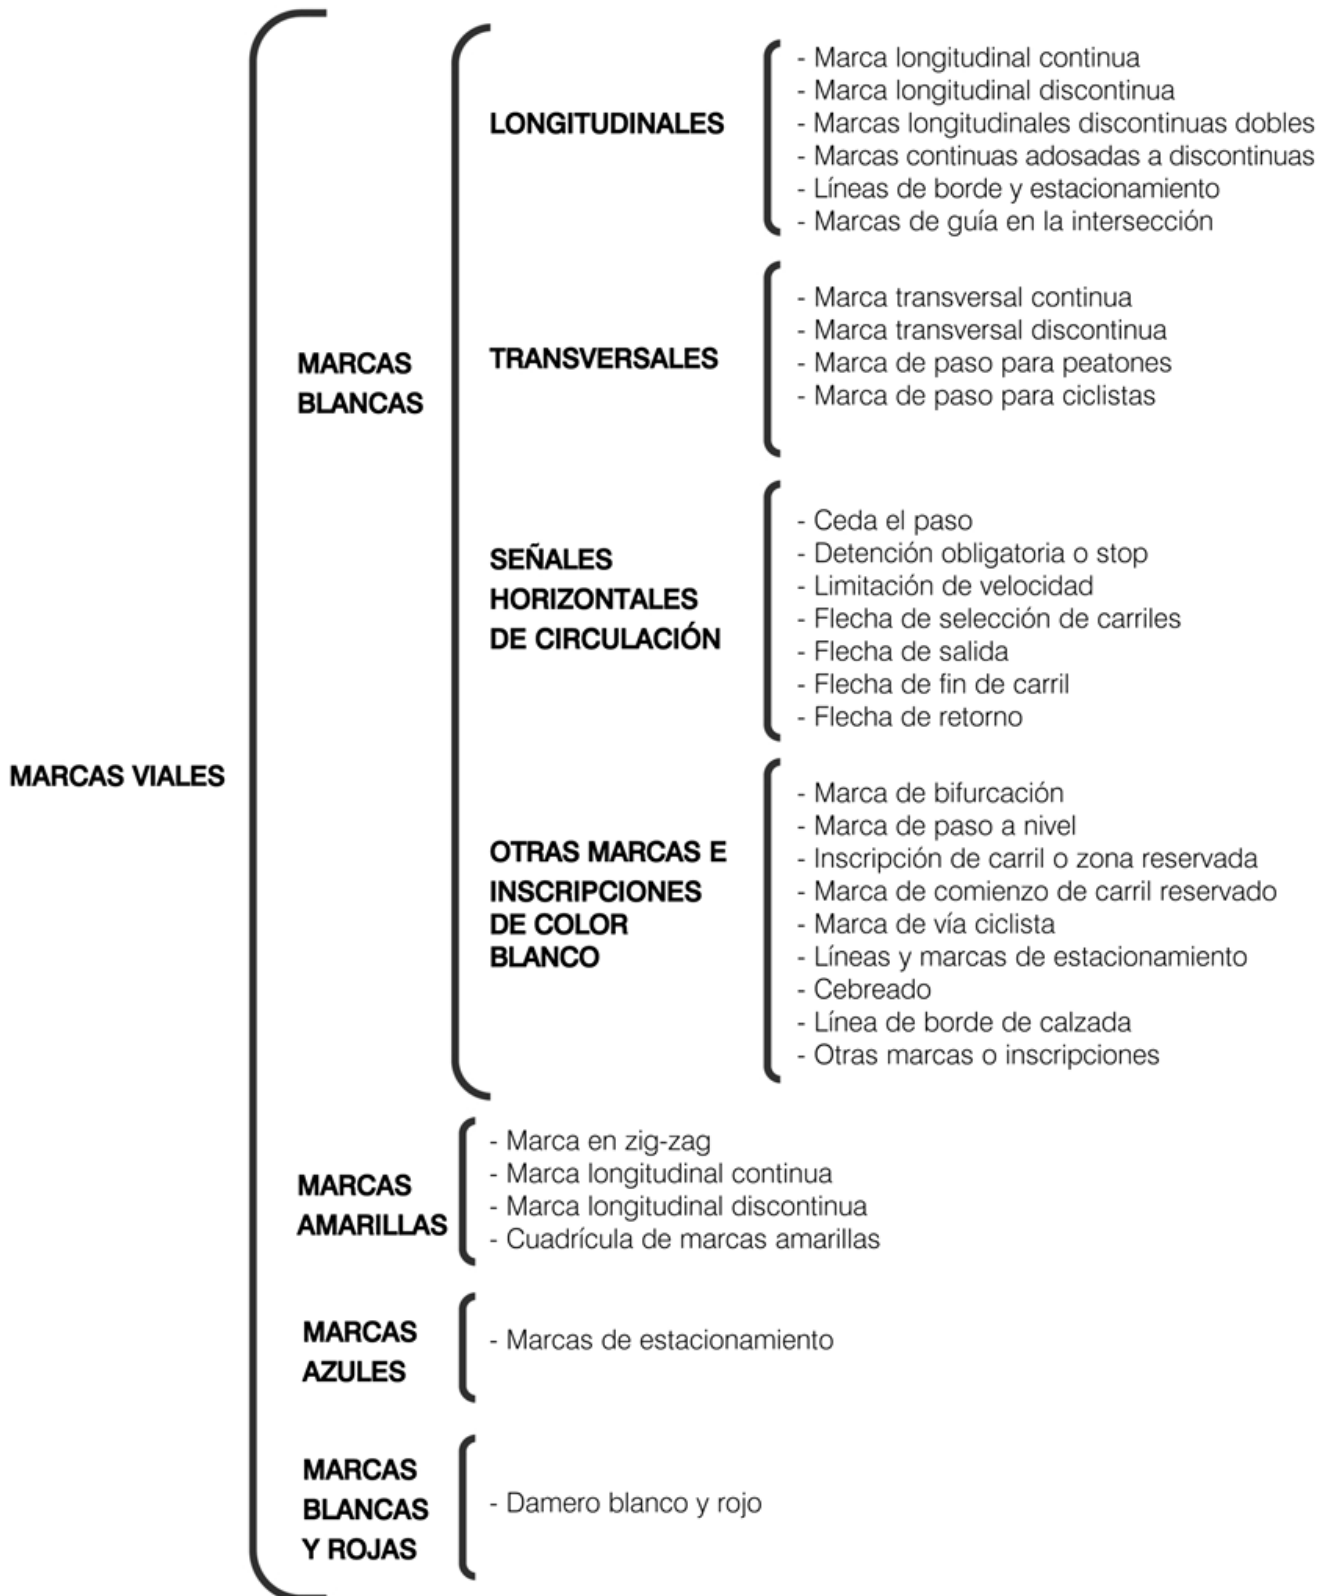 MARCAS VIALES
MARCAS
BLANCAS
LONGITUDINALES
- Marca longitudinal continua
- Marca longitudinal discontinua
- Marcas longitudinales discontinuas dobles
- Marcas continuas adosadas a discontinuas
- Líneas de borde y estacionamiento
- Marcas de guía en la intersección
TRANSVERSALES
- Marca transversal continua
- Marca transversal discontinua
- Marca de paso para peatones
- Marca de paso para ciclistas
SEÑALES
HORIZONTALES
DE CIRCULACIÓN
- Ceda el paso
- Detención obligatoria o stop
- Limitación de velocidad
- Flecha de selección de carriles
- Flecha de salida
- Flecha de fin de carril
- Flecha de retorno
OTRAS MARCAS E
INSCRIPCIONES
DE COLOR
BLANCO
- Marca de bifurcación
- Marca de paso a nivel
- Inscripción de carril o zona reservada
- Marca de comienzo de carril reservado
- Marca de vía ciclista
- Líneas y marcas de estacionamiento
- Cebreado
- Línea de borde de calzada
- Otras marcas o inscripciones
MARCAS
AMARILLAS
- Marca en zig-zag
- Marca longitudinal continua
- Marca longitudinal discontinua
- Cuadrícula de marcas amarillas
MARCAS
AZULES
- Marcas de estacionamiento
MARCAS
BLANCAS
Y ROJAS
- Damero blanco y rojo